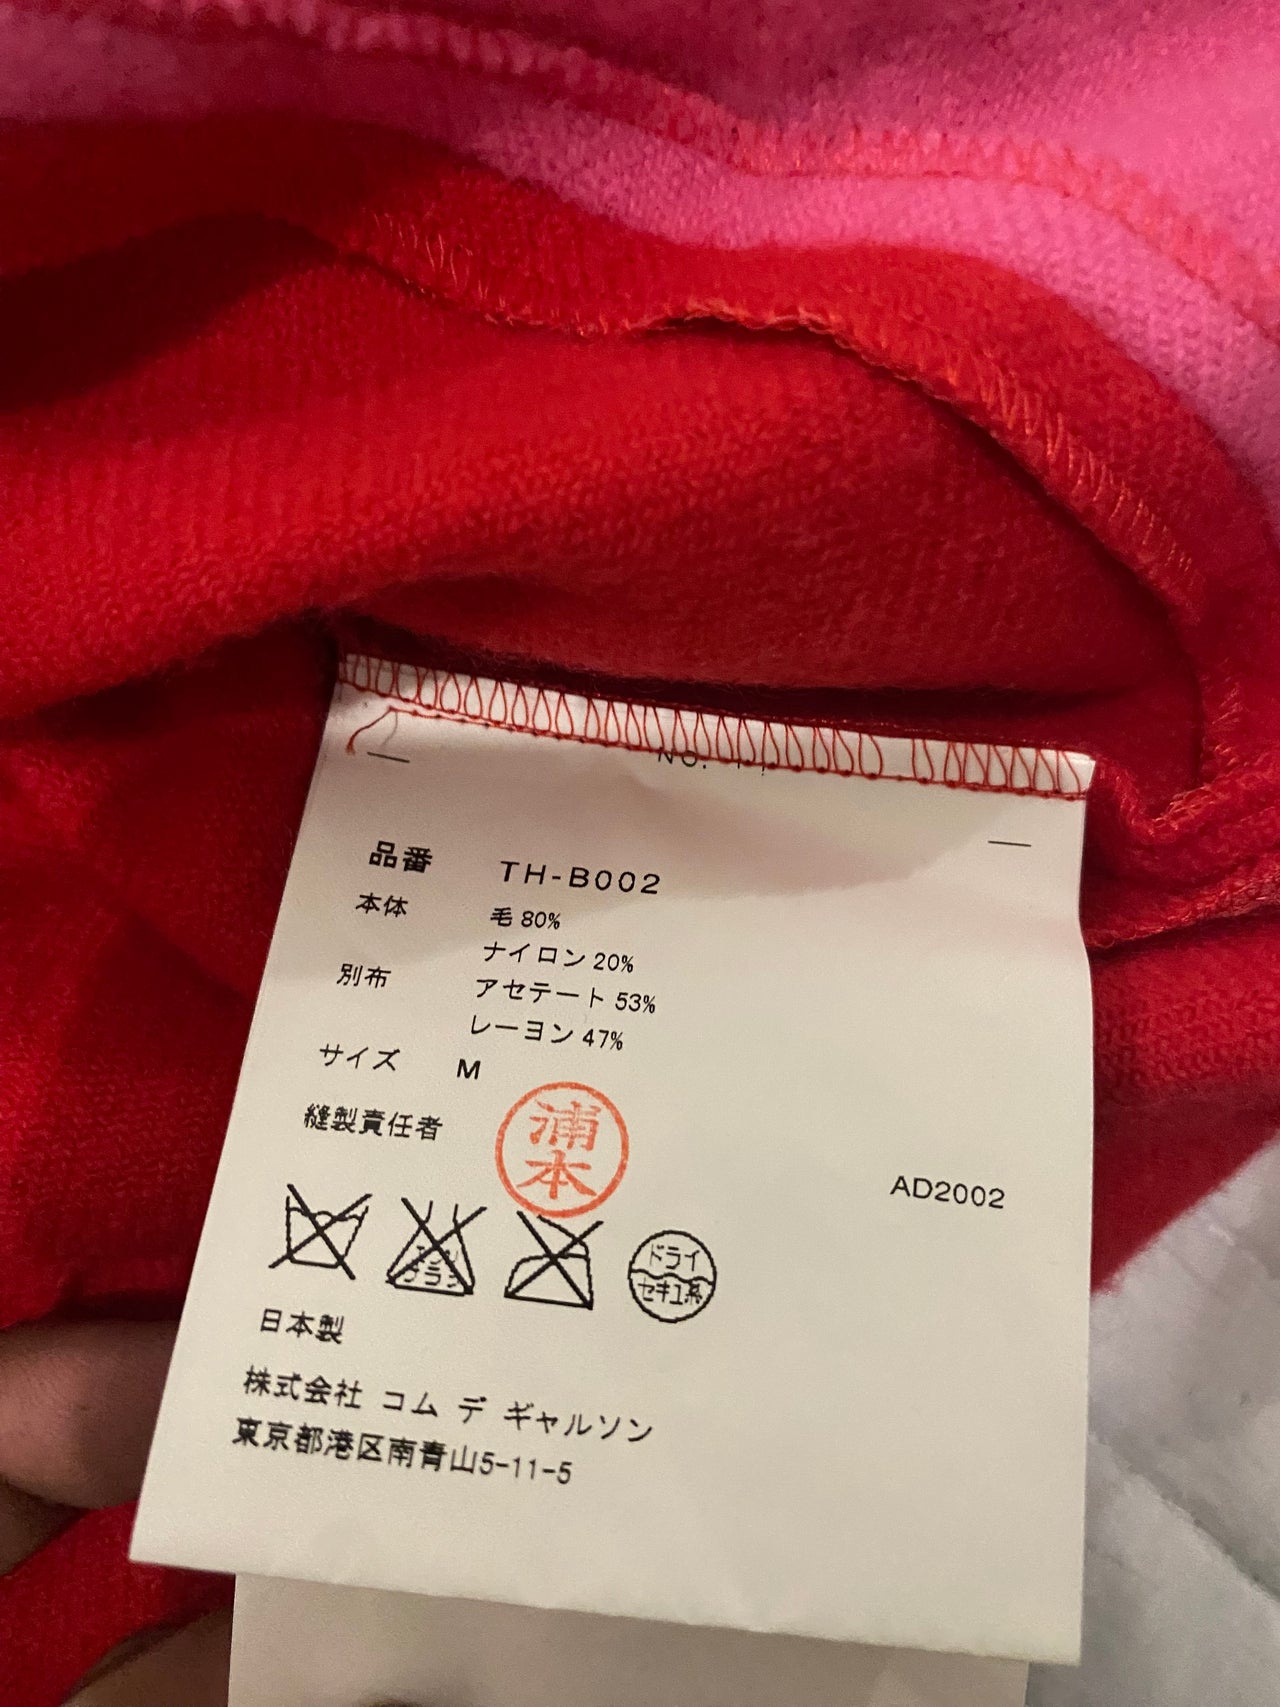 NO.
品番 TH-B002
本体 毛 80%
ナイロン 20%
別布 アセテート 53%
レーヨン 47%
サイズ M
縫製責任者
浦本
AD2002
ドライ
セキユ系
日本製
株式会社 コム デ ギャルソン
東京都港区南青山5-11-5